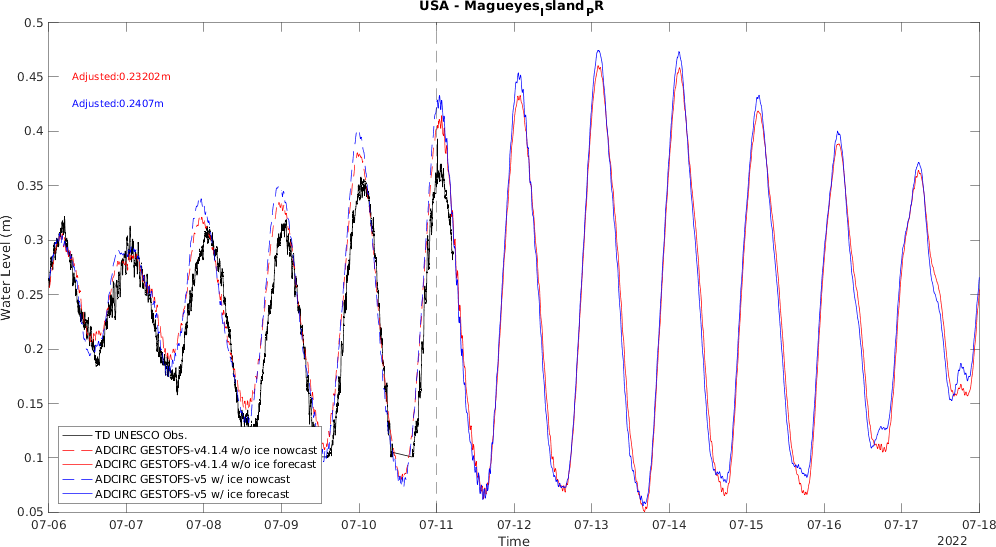 USA - Magueyes_Island_PR
0.5
0.45
0.4
0.35
0.3
0.25
0.2
0.15
0.1
0.05
Water Level (m)
Adjusted:0.23202m
Adjusted:0.2407m
TD UNESCO Obs.
ADCIRC GESTOFS-v4.1.4 w/o ice nowcast
ADCIRC GESTOFS-v4.1.4 w/o ice forecast
ADCIRC GESTOFS-v5 w/ ice nowcast
ADCIRC GESTOFS-v5 w/ ice forecast
07-06 07-07 07-08 07-09 07-10 07-11 07-12 07-13 07-14 07-15 07-16 07-17 07-18
Time
2022